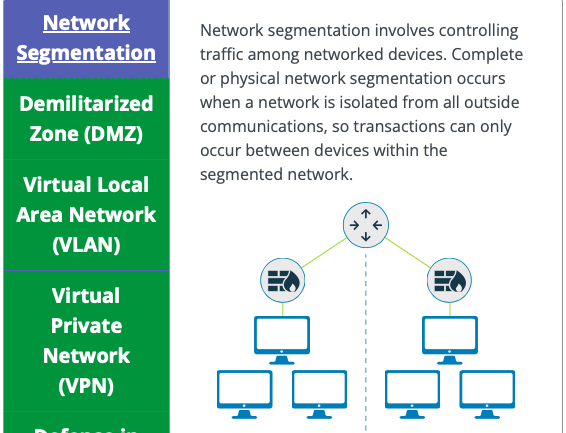 Network
Segmentation
Demilitarized
Zone (DMZ)
Virtual Local
Area Network
(VLAN)
Virtual
Private
Network
(VPN)
Defense in
Network segmentation involves controlling
traffic among networked devices. Complete
or physical network segmentation occurs
when a network is isolated from all outside
communications, so transactions can only
occur between devices within the
segmented network.